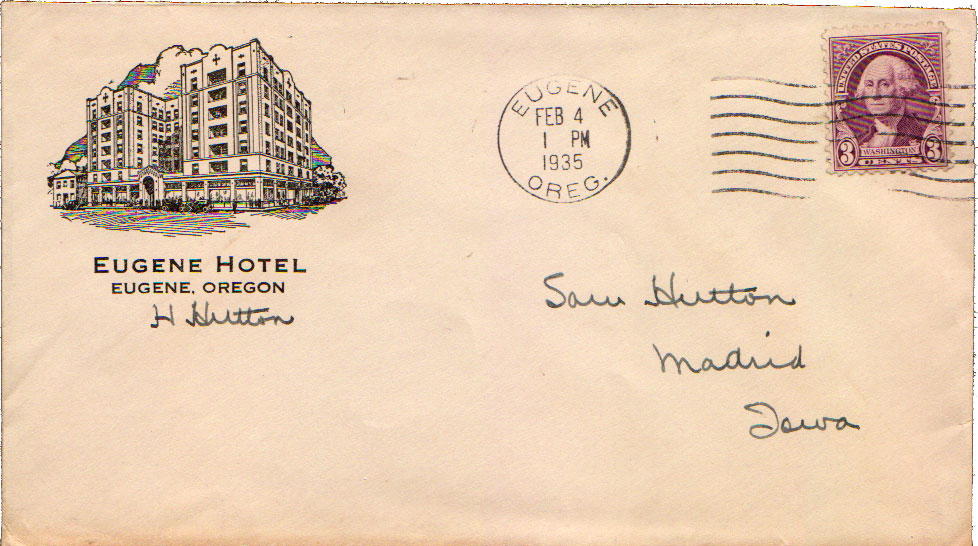 EUGENE HOTEL
EUGENE, OREGON
H Hutton
EUGENE
FEB 4
1 PM
1935
OREG.
UNITED STATES POSTAGE
WASHINGTON
3 CENTS 3
Sam Hutton
Madrid
Iowa